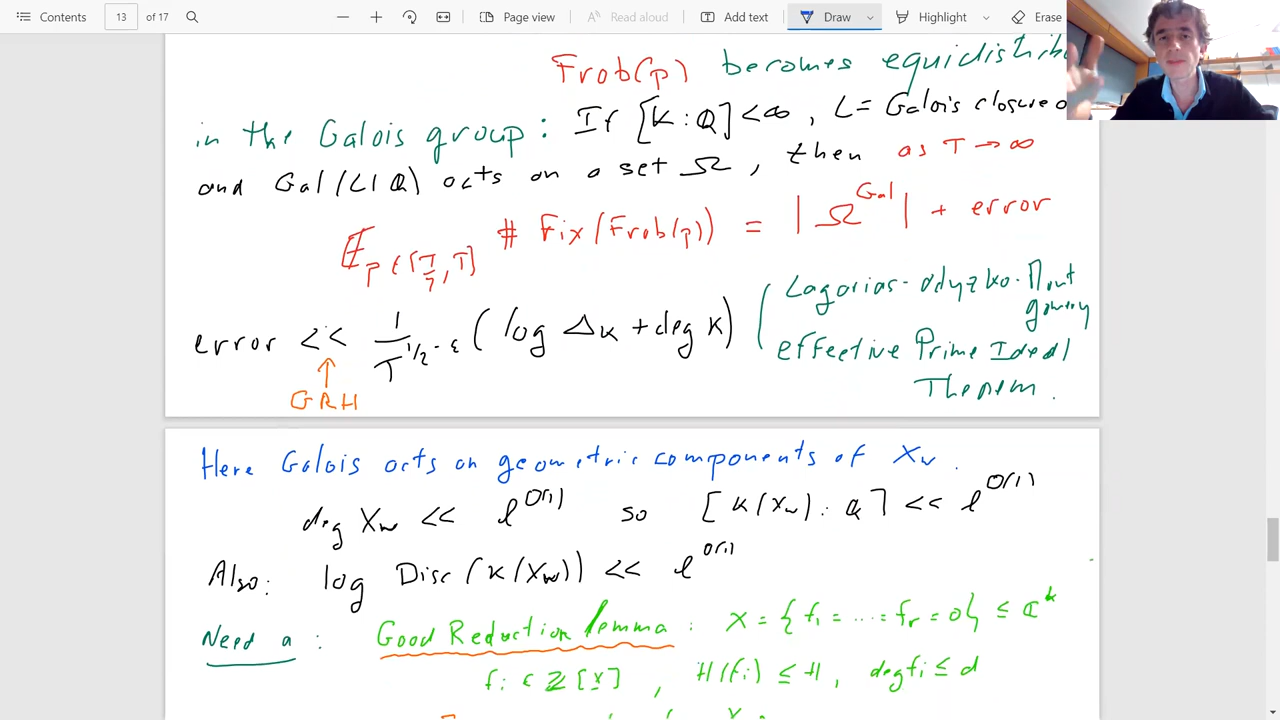 Contents 13 of 17 Page view Read aloud Add text Draw Highlight Erase
Frob(p) becomes equidistrib
in the Galois group : If [K : ℚ] < ∞ , L = Galois closure o
and Gal(L|ℚ) acts on a set Ω , then as T → ∞
𝔼 p ∈ [T/2, T] # Fix(Frob(p)) = | Ω^Gal | + error
error << 1/T^{1/2 - ε} ( log Δ_K + deg K )
GRH
Lagarias - Odlyzko - Mont
gomery
effective Prime Ideal
Theorem .
Here Galois acts on geometric components of X_w .
deg X_w << ℓ^{O(1)} so [ K(X_w) : ℚ ] << ℓ^{O(1)}
Also : log Disc (K(X_w)) << ℓ^{O(1)}
Need a : Good Reduction lemma : X = { f_1 = ... = f_r = 0 } ≤ ℂ^k
f_i ∈ ℤ [x] , H(f_i) ≤ H , deg f_i ≤ d